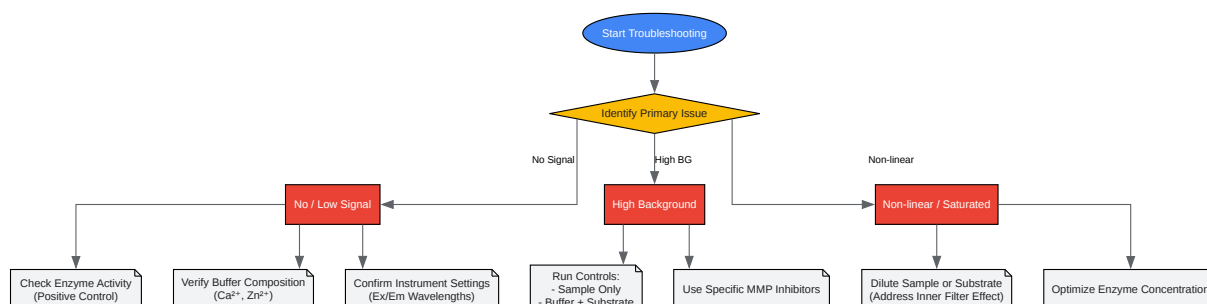 Start Troubleshooting
Identify Primary Issue
No Signal
High BG
Non-linear
No / Low Signal
High Background
Non-linear / Saturated
Check Enzyme Activity
(Positive Control)
Verify Buffer Composition
(Ca²⁺, Zn²⁺)
Confirm Instrument Settings
(Ex/Em Wavelengths)
Run Controls:
- Sample Only
- Buffer + Substrate
Use Specific MMP Inhibitors
Dilute Sample or Substrate
(Address Inner Filter Effect)
Optimize Enzyme Concentration